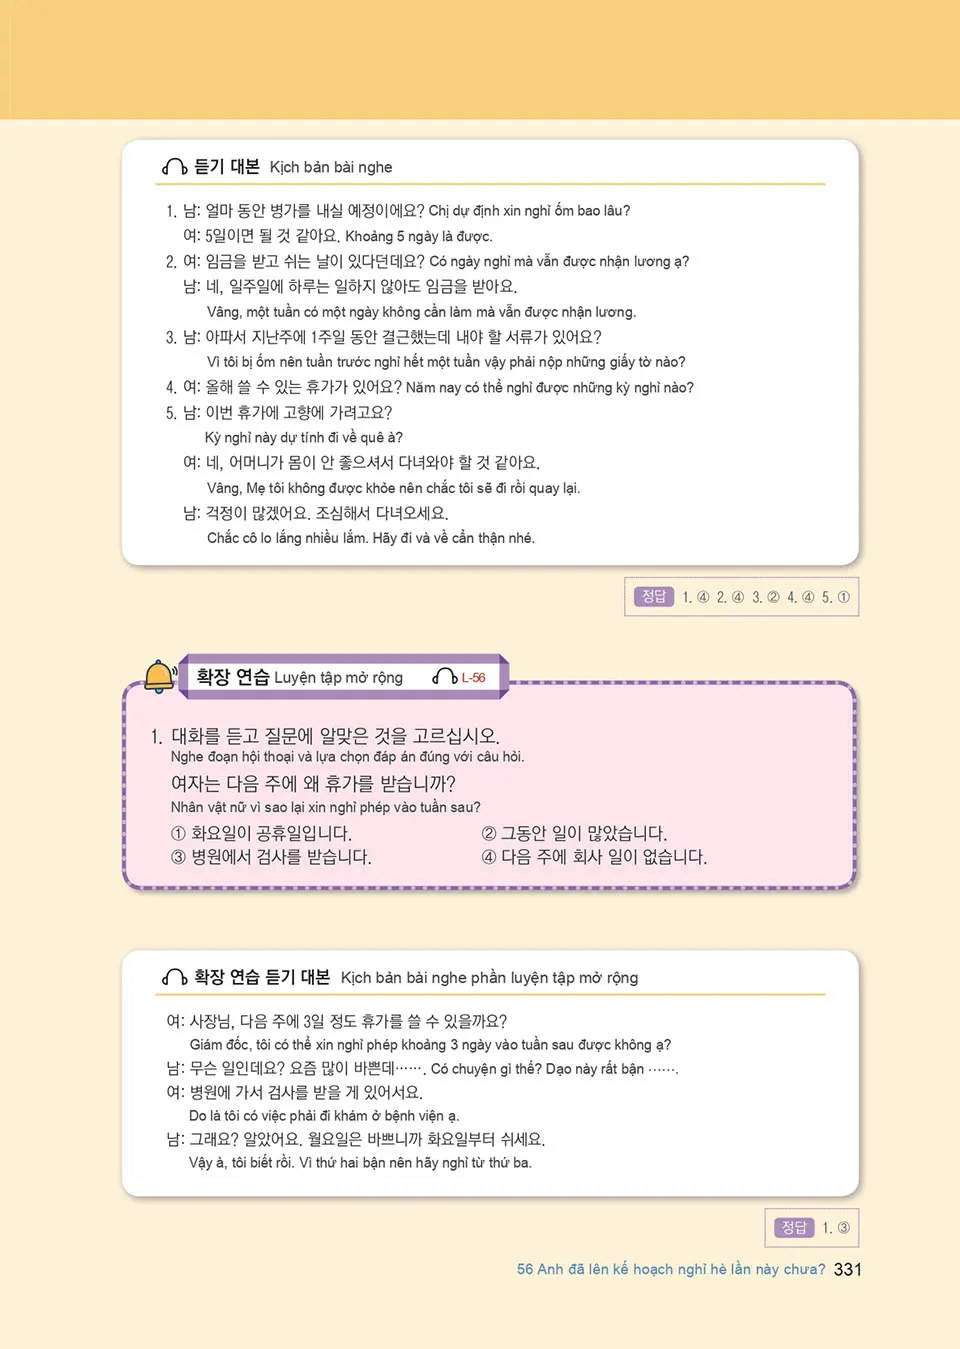 듣기 대본 Kịch bản bài nghe
1. 남: 얼마 동안 병가를 내실 예정이에요? Chị dự định xin nghỉ ốm bao lâu?
여: 5일이면 될 것 같아요. Khoảng 5 ngày là được.
2. 여: 임금을 받고 쉬는 날이 있다던데요? Có ngày nghỉ mà vẫn được nhận lương ạ?
남: 네, 일주일에 하루는 일하지 않아도 임금을 받아요.
Vâng, một tuần có một ngày không cần làm mà vẫn được nhận lương.
3. 남: 아파서 지난주에 1주일 동안 결근했는데 내야 할 서류가 있어요?
Vì tôi bị ốm nên tuần trước nghỉ hết một tuần vậy phải nộp những giấy tờ nào?
4. 여: 올해 쓸 수 있는 휴가가 있어요? Năm nay có thể nghỉ được những kỳ nghỉ nào?
5. 남: 이번 휴가에 고향에 가려고요?
Kỳ nghỉ này dự tính đi về quê à?
여: 네, 어머니가 몸이 안 좋으셔서 다녀와야 할 것 같아요.
Vâng, Mẹ tôi không được khỏe nên chắc tôi sẽ đi rồi quay lại.
남: 걱정이 많겠어요. 조심해서 다녀오세요.
Chắc cô lo lắng nhiều lắm. Hãy đi và về cẩn thận nhé.
정답 1. ④ 2. ④ 3. ② 4. ④ 5. ①
확장 연습 Luyện tập mở rộng L-56
1. 대화를 듣고 질문에 알맞은 것을 고르십시오.
Nghe đoạn hội thoại và lựa chọn đáp án đúng với câu hỏi.
여자는 다음 주에 왜 휴가를 받습니까?
Nhân vật nữ vì sao lại xin nghỉ phép vào tuần sau?
① 화요일이 공휴일입니다. ② 그동안 일이 많았습니다.
③ 병원에서 검사를 받습니다. ④ 다음 주에 회사 일이 없습니다.
확장 연습 듣기 대본 Kịch bản bài nghe phần luyện tập mở rộng
여: 사장님, 다음 주에 3일 정도 휴가를 쓸 수 있을까요?
Giám đốc, tôi có thể xin nghỉ phép khoảng 3 ngày vào tuần sau được không ạ?
남: 무슨 일인데요? 요즘 많이 바쁜데……. Có chuyện gì thế? Dạo này rất bận …….
여: 병원에 가서 검사를 받을 게 있어서요.
Do là tôi có việc phải đi khám ở bệnh viện ạ.
남: 그래요? 알았어요. 월요일은 바쁘니까 화요일부터 쉬세요.
Vậy à, tôi biết rồi. Vì thứ hai bận nên hãy nghỉ từ thứ ba.
정답 1. ③
56 Anh đã lên kế hoạch nghỉ hè lần này chưa? 331